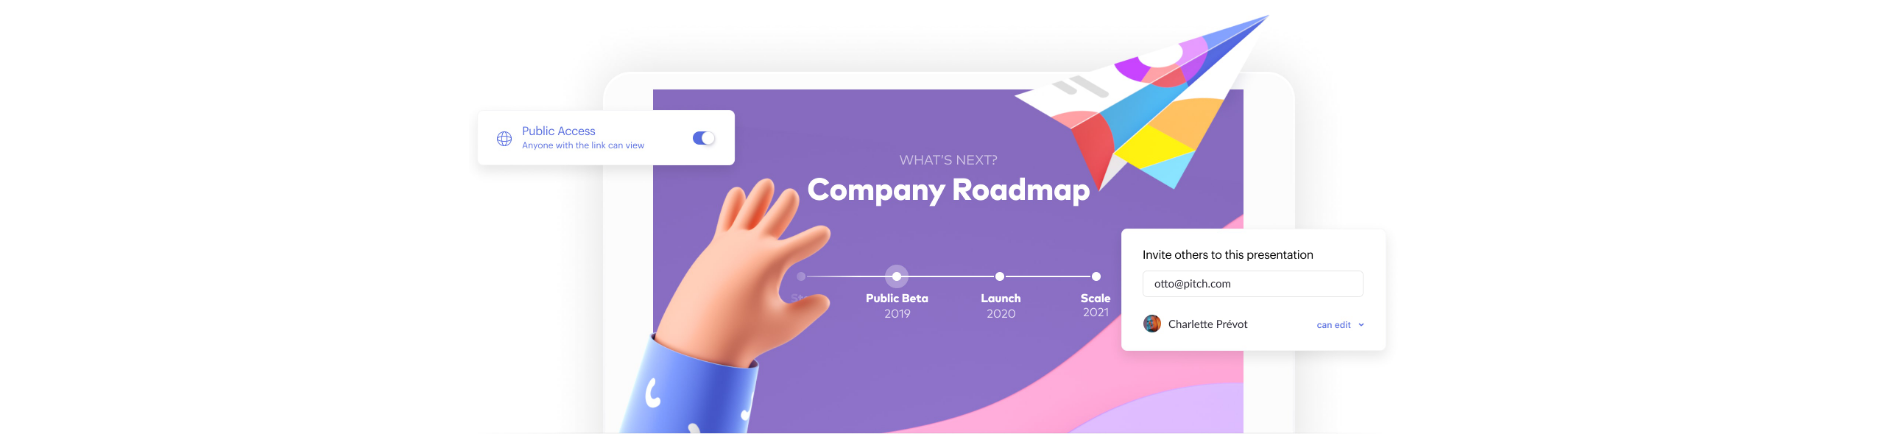 Public Access
Anyone with the link can view
WHAT'S NEXT?
Company Roadmap
Public Beta
2019
Launch
2020
Scale
2021
Invite others to this presentation
otto@pitch.com
Charlette Prévot
can edit